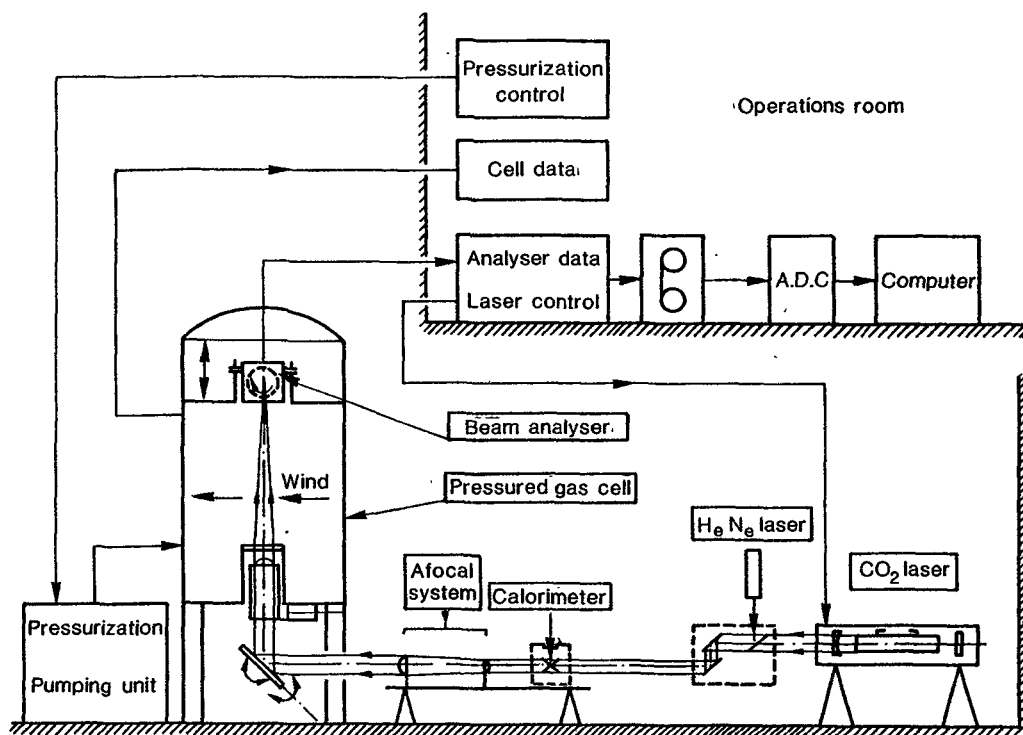 Pressurization
control
Operations room
Cell data
Analyser data
Laser control
A.D.C
Computer
Beam analyser
Wind
Pressured gas cell
He Ne laser
CO2 laser
Afocal
system
Calorimeter
Pressurization
Pumping unit